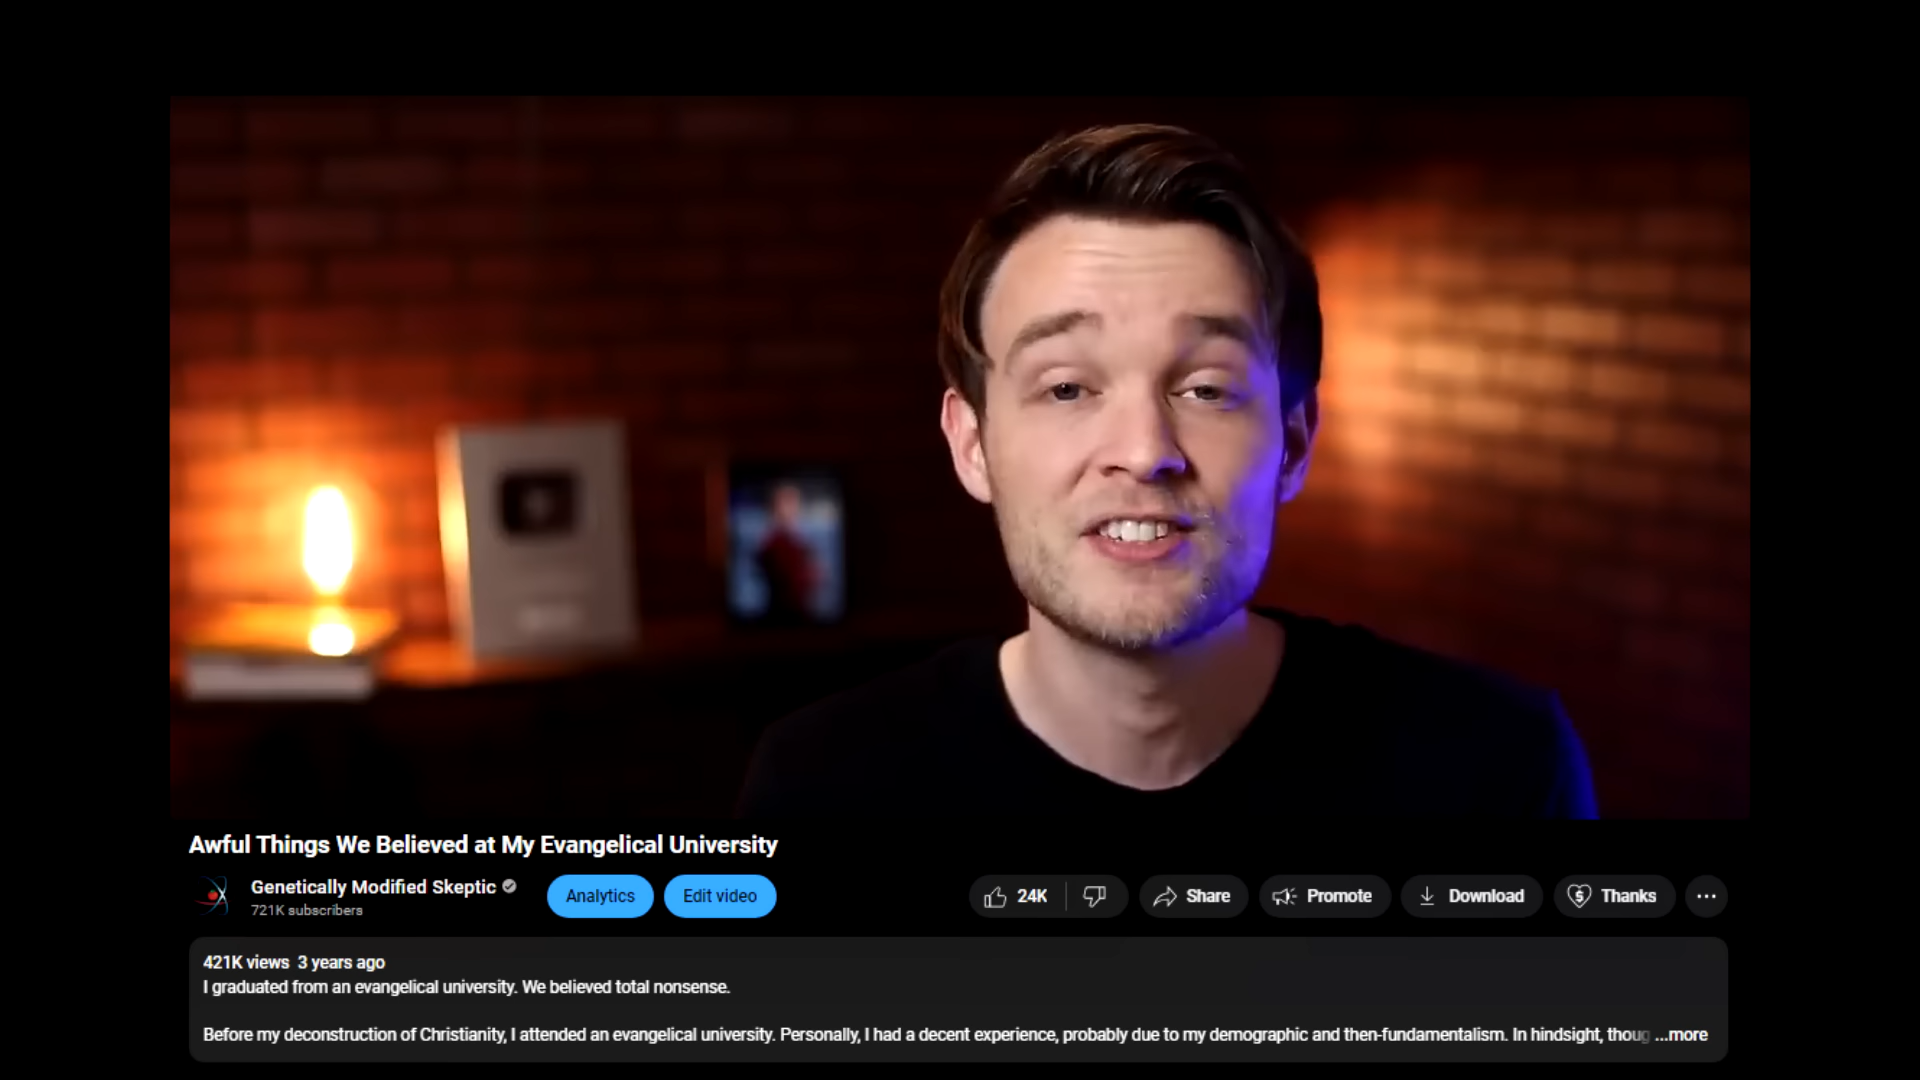 Awful Things We Believed at My Evangelical University
Genetically Modified Skeptic
721K subscribers
Analytics
Edit video
24K
Share
Promote
Download
Thanks
421K views 3 years ago
I graduated from an evangelical university. We believed total nonsense.
Before my deconstruction of Christianity, I attended an evangelical university. Personally, I had a decent experience, probably due to my demographic and then-fundamentalism. In hindsight, thoug ...more